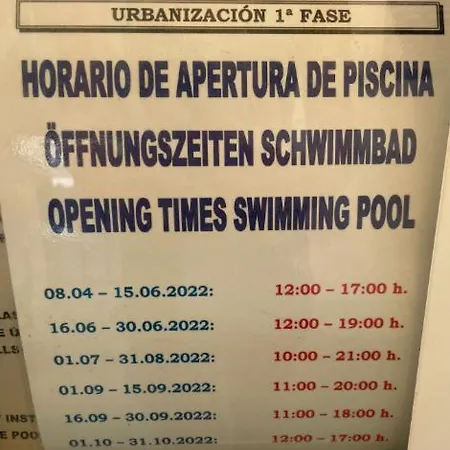 URBANIZACIÓN 1ª FASE
HORARIO DE APERTURA DE PISCINA
ÖFFNUNGSZEITEN SCHWIMMBAD
OPENING TIMES SWIMMING POOL
08.04 – 15.06.2022: 12:00 – 17:00 h.
16.06 – 30.06.2022: 12:00 – 19:00 h.
01.07 – 31.08.2022: 10:00 – 21:00 h.
01.09 – 15.09.2022: 11:00 – 20:00 h.
16.09 – 30.09.2022: 11:00 – 18:00 h.
01.10 – 31.10.2022: 12:00 – 17:00 h.